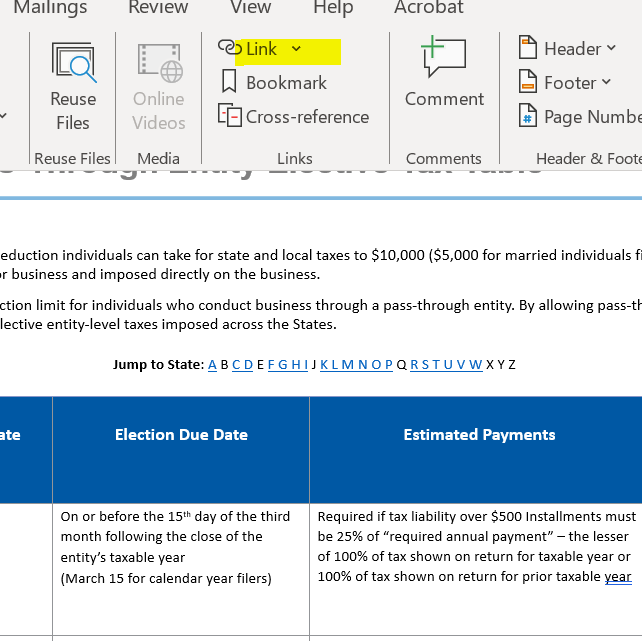 Mailings Review View Help Acrobat
Link
Header
Reuse Files
Online Videos
Bookmark
Comment
Footer
Cross-reference
Page Numbe
Reuse Files Media Links Comments Header & Foote
Through Entity Elective Tax Table
eduction individuals can take for state and local taxes to $10,000 ($5,000 for married individuals fi
or business and imposed directly on the business.
ction limit for individuals who conduct business through a pass-through entity. By allowing pass-th
lective entity-level taxes imposed across the States.
Jump to State: A B C D E F G H I J K L M N O P Q R S T U V W X Y Z
ate Election Due Date Estimated Payments
On or before the 15th day of the third
month following the close of the
entity's taxable year
(March 15 for calendar year filers)
Required if tax liability over $500 Installments must
be 25% of “required annual payment” – the lesser
of 100% of tax shown on return for taxable year or
100% of tax shown on return for prior taxable year